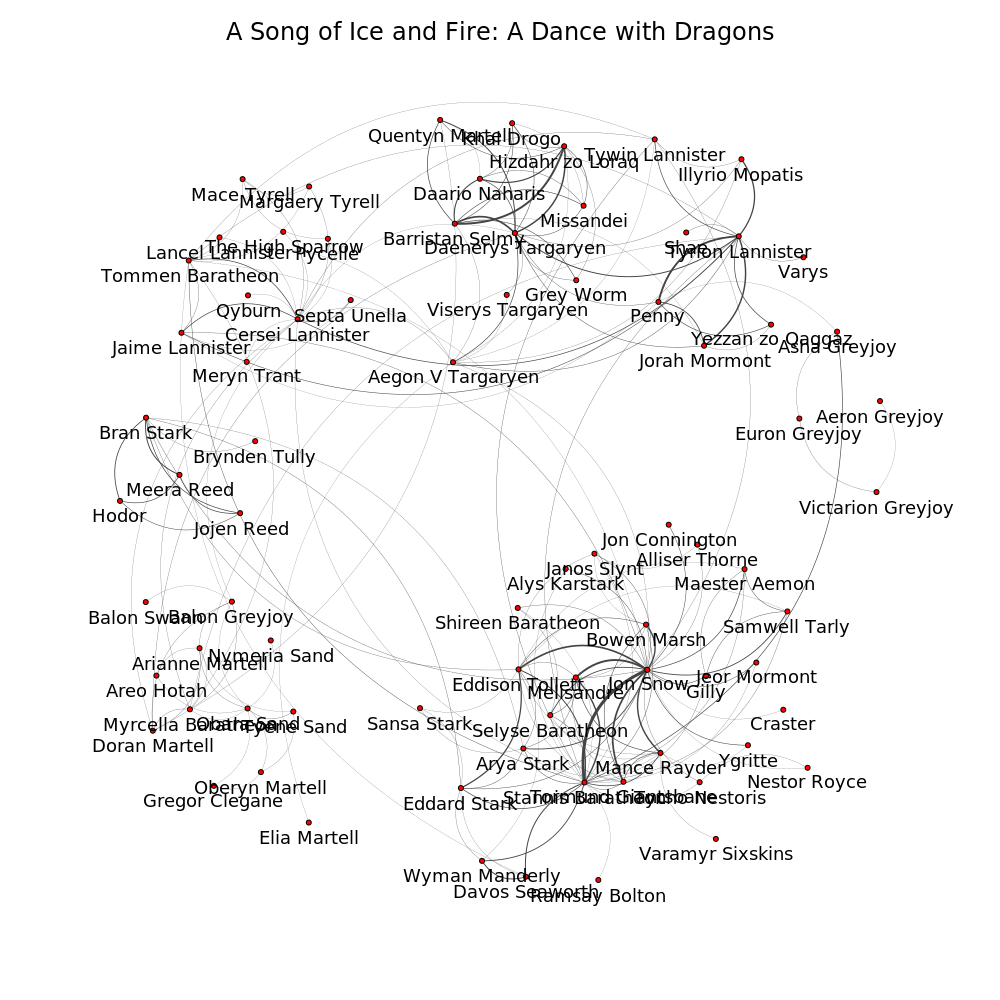 A Song of Ice and Fire: A Dance with Dragons
Quentyn Martell
Khal Drogo
Hizdahr zo Loraq
Tywin Lannister
Illyrio Mopatis
Mace Tyrell
Margaery Tyrell
Daario Naharis
Missandei
Barristan Selmy
Daenerys Targaryen
Shae
Tyrion Lannister
Varys
Lancel Lannister
The High Sparrow
Pycelle
Tommen Baratheon
Grey Worm
Qyburn
Septa Unella
Viserys Targaryen
Penny
Cersei Lannister
Yezzan zo Qaggaz
Asha Greyjoy
Jaime Lannister
Jorah Mormont
Meryn Trant
Aegon V Targaryen
Aeron Greyjoy
Bran Stark
Euron Greyjoy
Brynden Tully
Meera Reed
Victarion Greyjoy
Hodor
Jojen Reed
Jon Connington
Alliser Thorne
Janos Slynt
Alys Karstark
Maester Aemon
Balon Swann
Balon Greyjoy
Shireen Baratheon
Samwell Tarly
Bowen Marsh
Nymeria Sand
Arianne Martell
Areo Hotah
Eddison Tollett
Melisandre
Jon Snow
Jeor Mormont
Gilly
Myrcella Baratheon
Obara Sand
Tyene Sand
Sansa Stark
Craster
Selyse Baratheon
Doran Martell
Arya Stark
Mance Rayder
Ygritte
Nestor Royce
Oberyn Martell
Gregor Clegane
Eddard Stark
Stannis Baratheon
Tormund Giantsbane
Tycho Nestoris
Elia Martell
Varamyr Sixskins
Wyman Manderly
Davos Seaworth
Ramsay Bolton